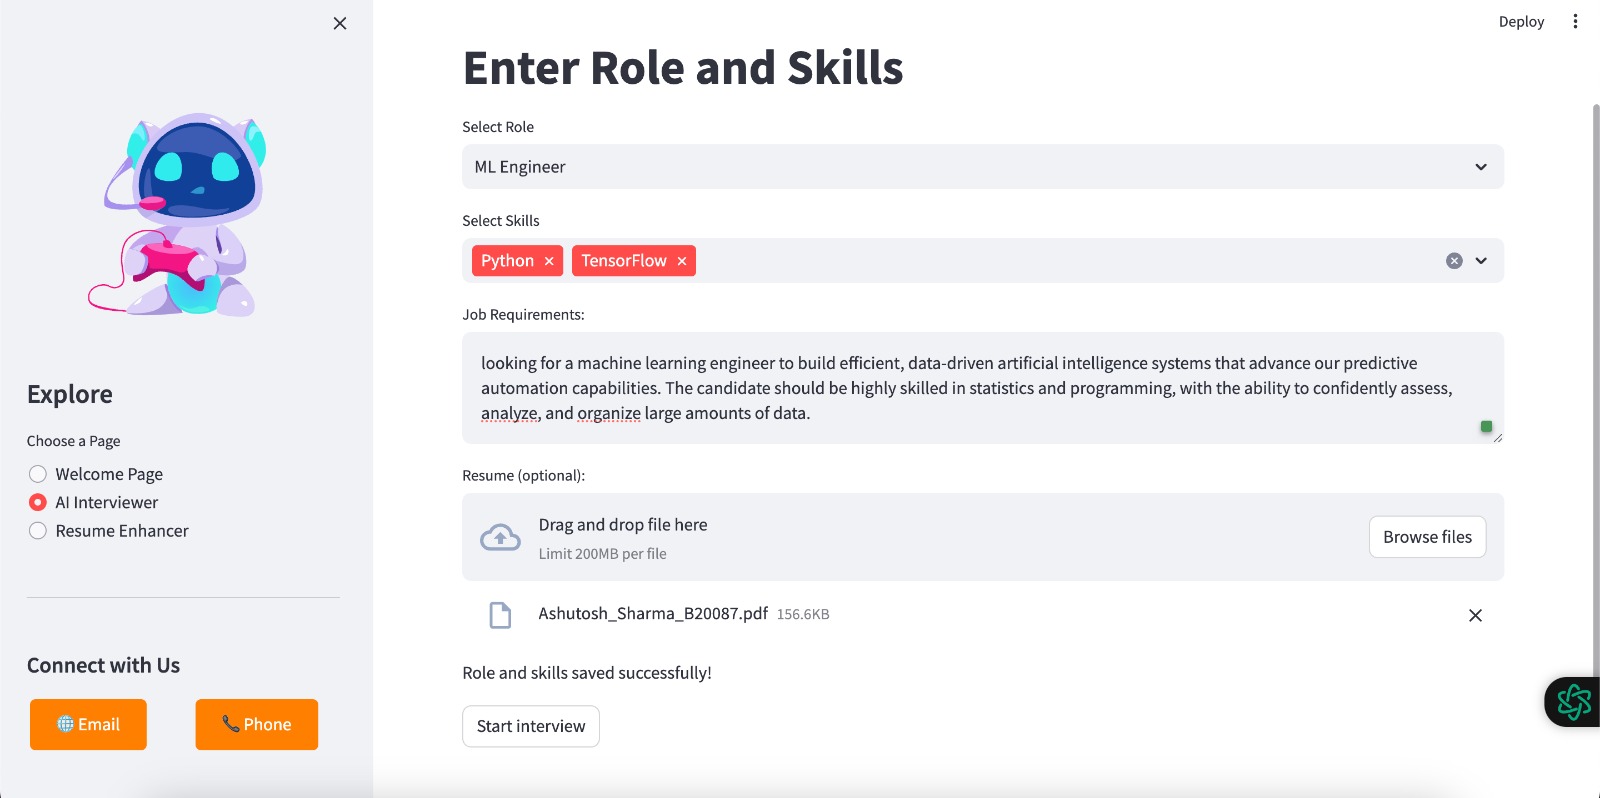 Deploy
Enter Role and Skills
Select Role
ML Engineer
Select Skills
Python
TensorFlow
Job Requirements:
looking for a machine learning engineer to build efficient, data-driven artificial intelligence systems that advance our predictive
automation capabilities. The candidate should be highly skilled in statistics and programming, with the ability to confidently assess,
analyze, and organize large amounts of data.
Resume (optional):
Drag and drop file here
Limit 200MB per file
Browse files
Ashutosh_Sharma_B20087.pdf 156.6KB
Role and skills saved successfully!
Start interview
Explore
Choose a Page
Welcome Page
AI Interviewer
Resume Enhancer
Connect with Us
Email
Phone